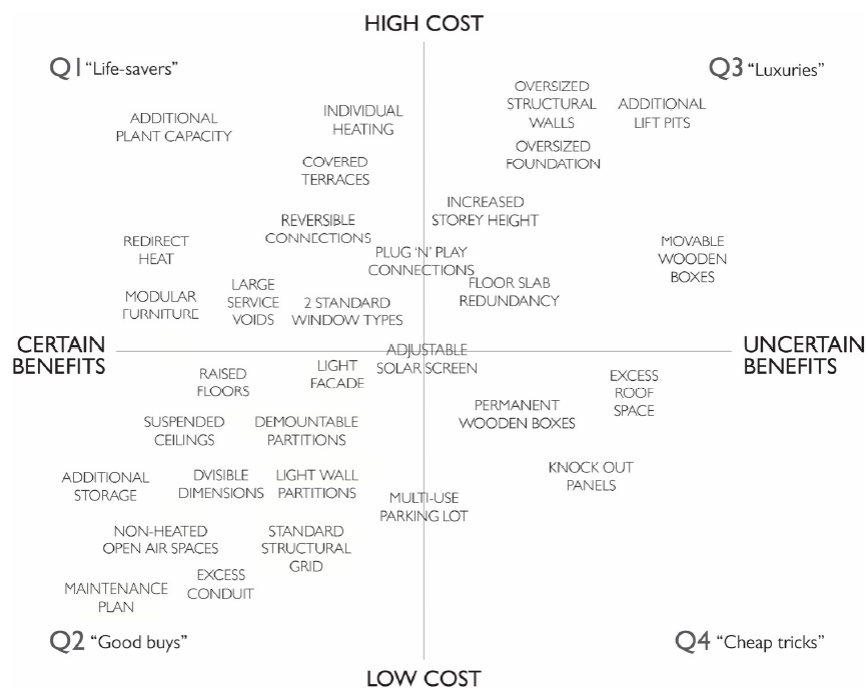 HIGH COST
Q1 "Life-savers"
Q3 "Luxuries"
ADDITIONAL
PLANT CAPACITY
INDIVIDUAL
HEATING
COVERED
TERRACES
REVERSIBLE
CONNECTIONS
REDIRECT
HEAT
PLUG 'N' PLAY
CONNECTIONS
MODULAR
FURNITURE
LARGE
SERVICE
VOIDS
2 STANDARD
WINDOW TYPES
OVERSIZED
STRUCTURAL
WALLS
ADDITIONAL
LIFT PITS
OVERSIZED
FOUNDATION
INCREASED
STOREY HEIGHT
MOVABLE
WOODEN
BOXES
FLOOR SLAB
REDUNDANCY
CERTAIN
BENEFITS
ADJUSTABLE
SOLAR SCREEN
UNCERTAIN
BENEFITS
RAISED
FLOORS
LIGHT
FACADE
SUSPENDED
CEILINGS
DEMOUNTABLE
PARTITIONS
ADDITIONAL
STORAGE
DVISIBLE
DIMENSIONS
LIGHT WALL
PARTITIONS
MULTI-USE
PARKING LOT
NON-HEATED
OPEN AIR SPACES
STANDARD
STRUCTURAL
GRID
MAINTENANCE
PLAN
EXCESS
CONDUIT
EXCESS
ROOF
SPACE
PERMANENT
WOODEN BOXES
KNOCK OUT
PANELS
Q2 "Good buys"
Q4 "Cheap tricks"
LOW COST